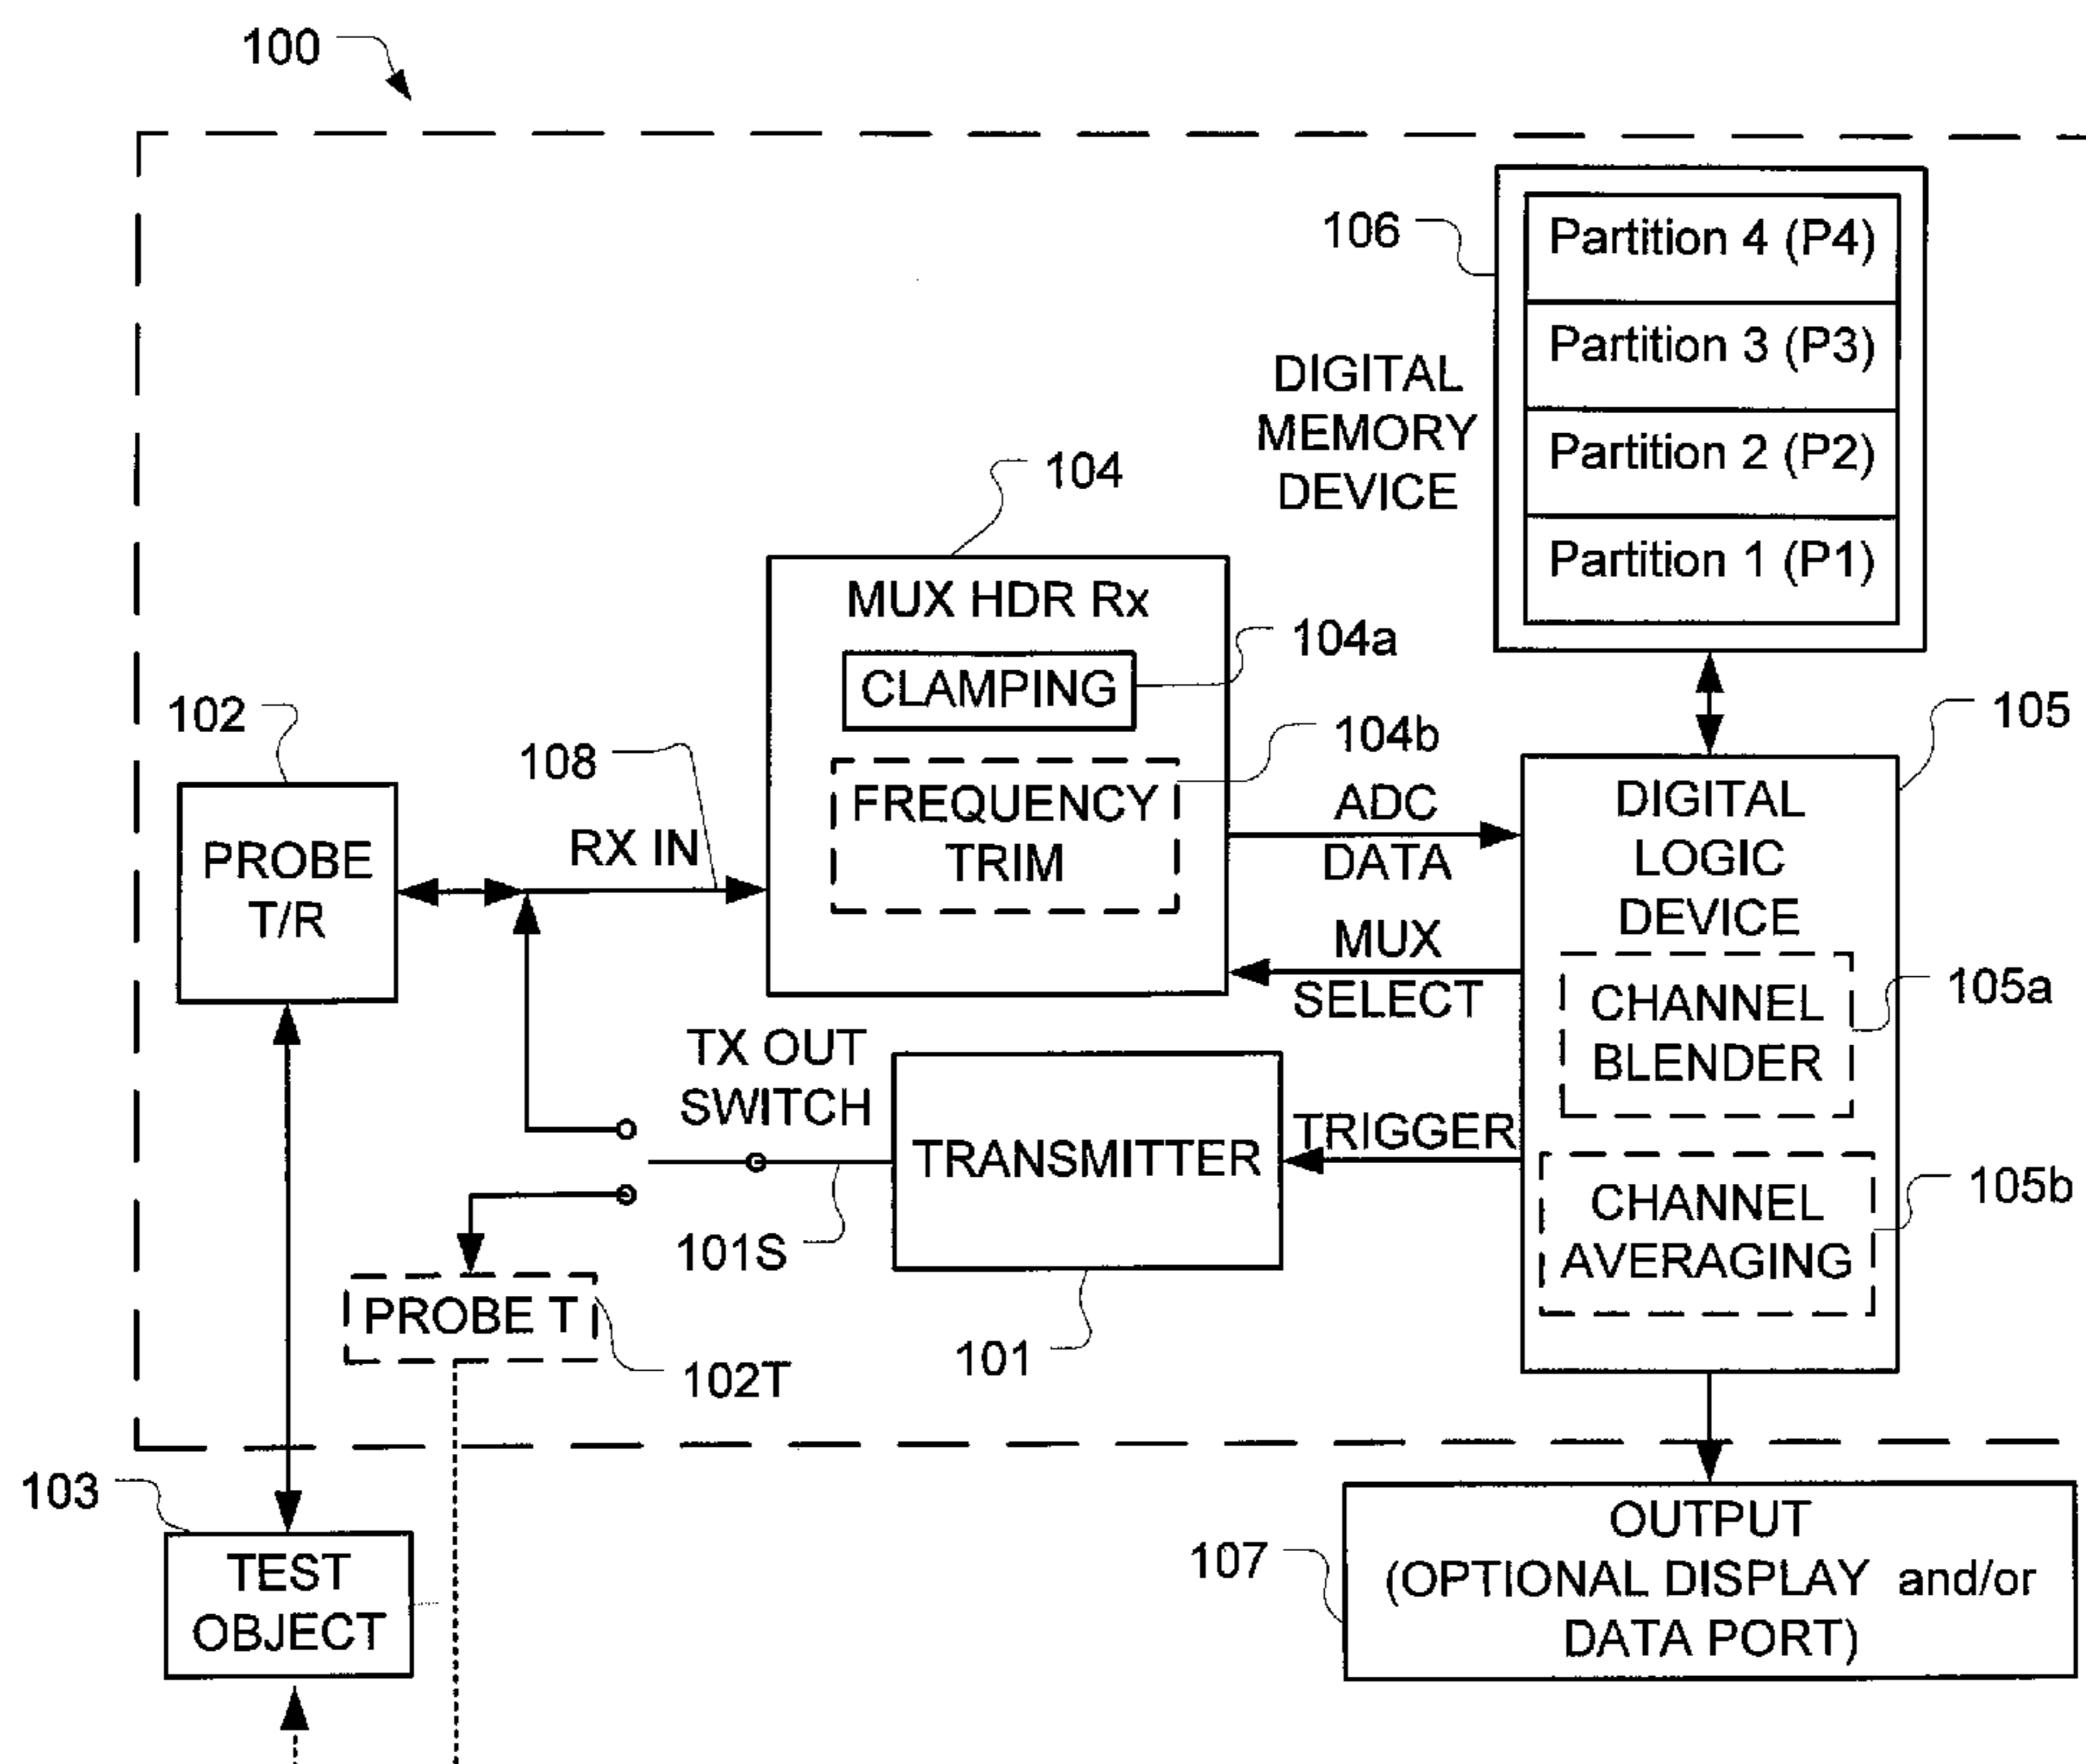 100
106
Partition 4 (P4)
Partition 3 (P3)
Partition 2 (P2)
Partition 1 (P1)
DIGITAL
MEMORY
DEVICE
104
MUX HDR Rx
CLAMPING
104a
FREQUENCY
TRIM
104b
102
PROBE
T/R
108
RX IN
ADC
DATA
MUX
SELECT
105
DIGITAL
LOGIC
DEVICE
CHANNEL
BLENDER
105a
CHANNEL
AVERAGING
105b
TX OUT
SWITCH
TRANSMITTER
TRIGGER
101S
101
PROBE T
102T
103
TEST
OBJECT
107
OUTPUT
(OPTIONAL DISPLAY and/or
DATA PORT)